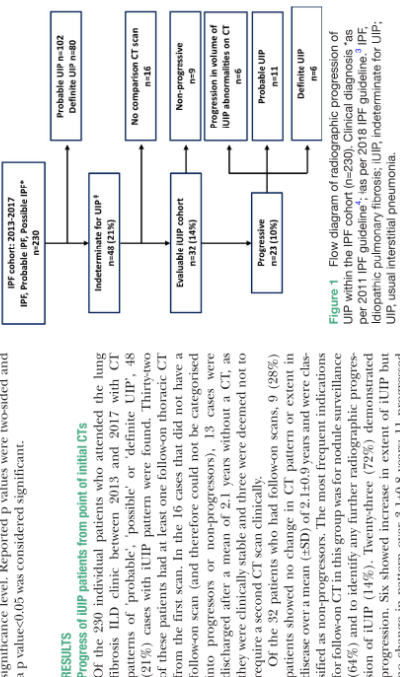 significance level. Reported p values were two-sided and
a p value<0.05 was considered significant.
RESULTS
Progress of iUIP patients from point of initial CTs
Of the 230 individual patients who attended the lung
fibrosis ILD clinic between 2013 and 2017 with CT
patterns of 'probable', 'possible' or 'definite UIP', 48
(21%) cases with iUIP pattern were found. Thirty-two
of these patients had at least one follow-on thoracic CT
from the first scan. In the 16 cases that did not have a
follow-on scan (and therefore could not be categorised
into progressors or non-progressors), 13 cases were
discharged after a mean of 2.1 years without a CT, as
they were clinically stable and three were deemed not to
require a second CT scan clinically.
Of the 32 patients who had follow-on scans, 9 (28%)
patients showed no change in CT pattern or extent in
disease over a mean (±SD) of 2.1±0.9 years and were clas-
sified as non-progressors. The most frequent indications
for follow-on CT in this group was for nodule surveillance
(64%) and to identify any further radiographic progres-
sion of iUIP (14%). Twenty-three (72%) demonstrated
progression. Six showed increase in extent of iUIP but
no change in pattern, over 3.1±0.8 years; 11 progressed
IPF cohort: 2013-2017
IPF, Probable IPF, Possible IPF*
n=230
Probable UIP n=102
Definite UIP n=80
Indeterminate for UIP‡
n=48 (21%)
No comparison CT scan
n=16
Evaluable iUIP cohort
n=32 (14%)
Non-progressive
n=9
Progressive
n=23 (10%)
Progression in volume of
iUIP abnormalities on CT
n=6
Probable UIP
n=11
Definite UIP
n=6
Figure 1 Flow diagram of radiographic progression of
UIP within the IPF cohort (n=230). Clinical diagnosis *as
per 2011 IPF guideline4; ‡as per 2018 IPF guideline.3 IPF,
Idiopathic pulmonary fibrosis; iUIP, indeterminate for UIP;
UIP, usual interstitial pneumonia.